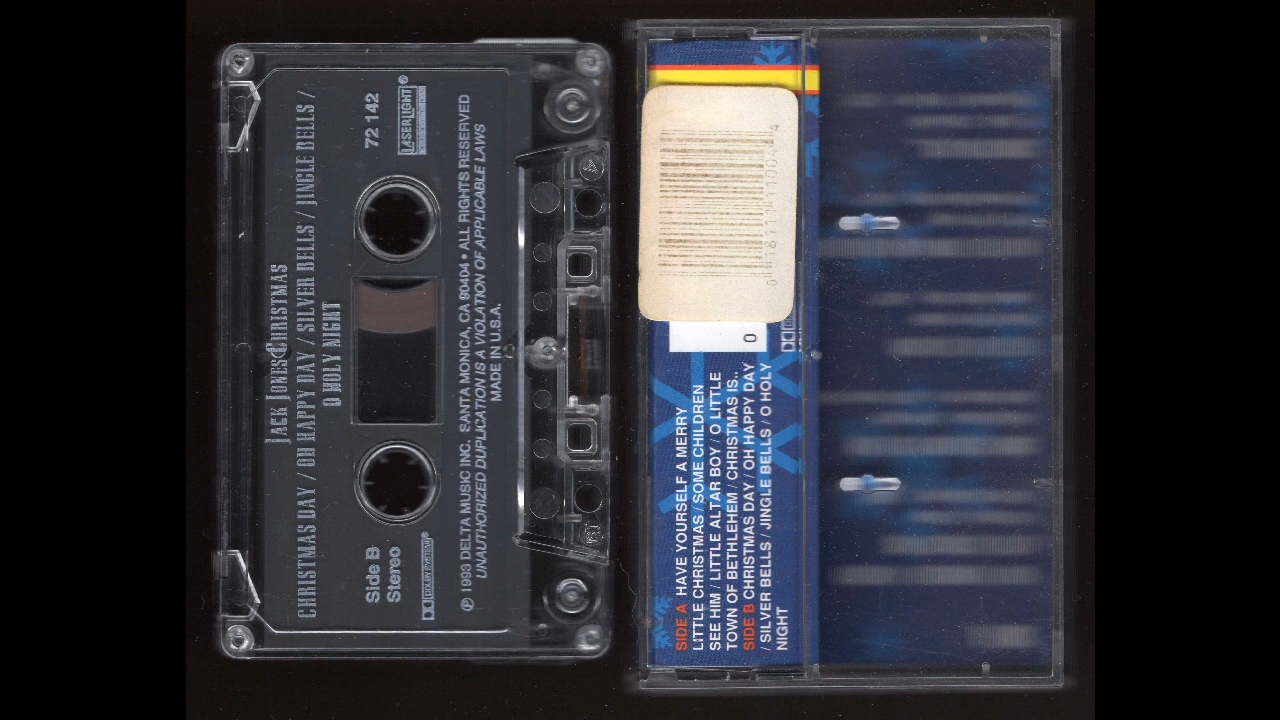 JACK JONES CHRISTMAS
CHRISTMAS DAY / OH HAPPY DAY / SILVER BELLS / JINGLE BELLS /
O HOLY NIGHT
72 142
LASERLIGHT®
Side B
Stereo
DOLBY SYSTEM®
℗ 1993 DELTA MUSIC INC. SANTA MONICA, CA 90404 • ALL RIGHTS RESERVED
UNAUTHORIZED DUPLICATION IS A VIOLATION OF APPLICABLE LAWS
MADE IN U.S.A.
0
SIDE A HAVE YOURSELF A MERRY
LITTLE CHRISTMAS / SOME CHILDREN
SEE HIM / LITTLE ALTAR BOY / O LITTLE
TOWN OF BETHLEHEM / CHRISTMAS IS..
SIDE B CHRISTMAS DAY / OH HAPPY DAY
/ SILVER BELLS / JINGLE BELLS / O HOLY
NIGHT